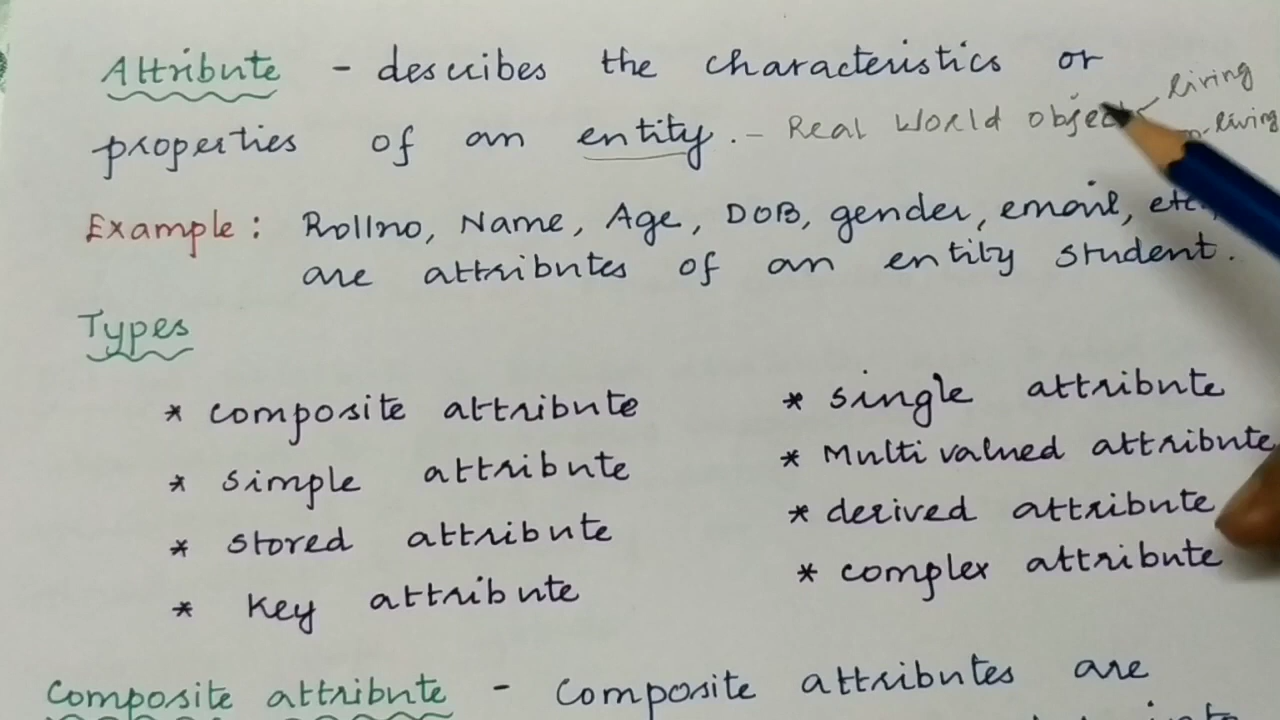 Attribute - describes the characteristics or
properties of an entity. - Real World object living
-living
Example: Rollno, Name, Age, DOB, gender, email, etc.,
are attributes of an entity student.
Types
* composite attribute * single attribute
* simple attribute * Multivalued attribute
* stored attribute * derived attribute
* Key attribute * complex attribute
Composite attribute - Composite attributes are